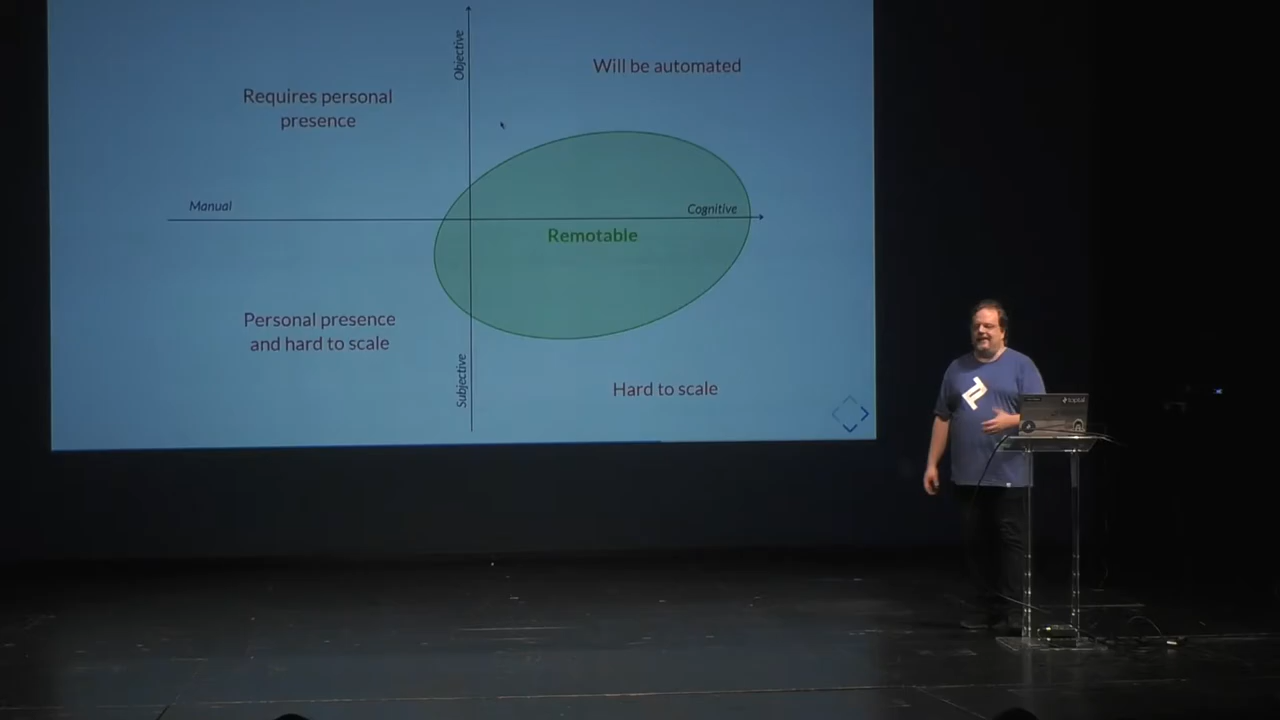 Objective
Will be automated
Requires personal
presence
Manual
Cognitive
Remotable
Personal presence
and hard to scale
Subjective
Hard to scale
toptal